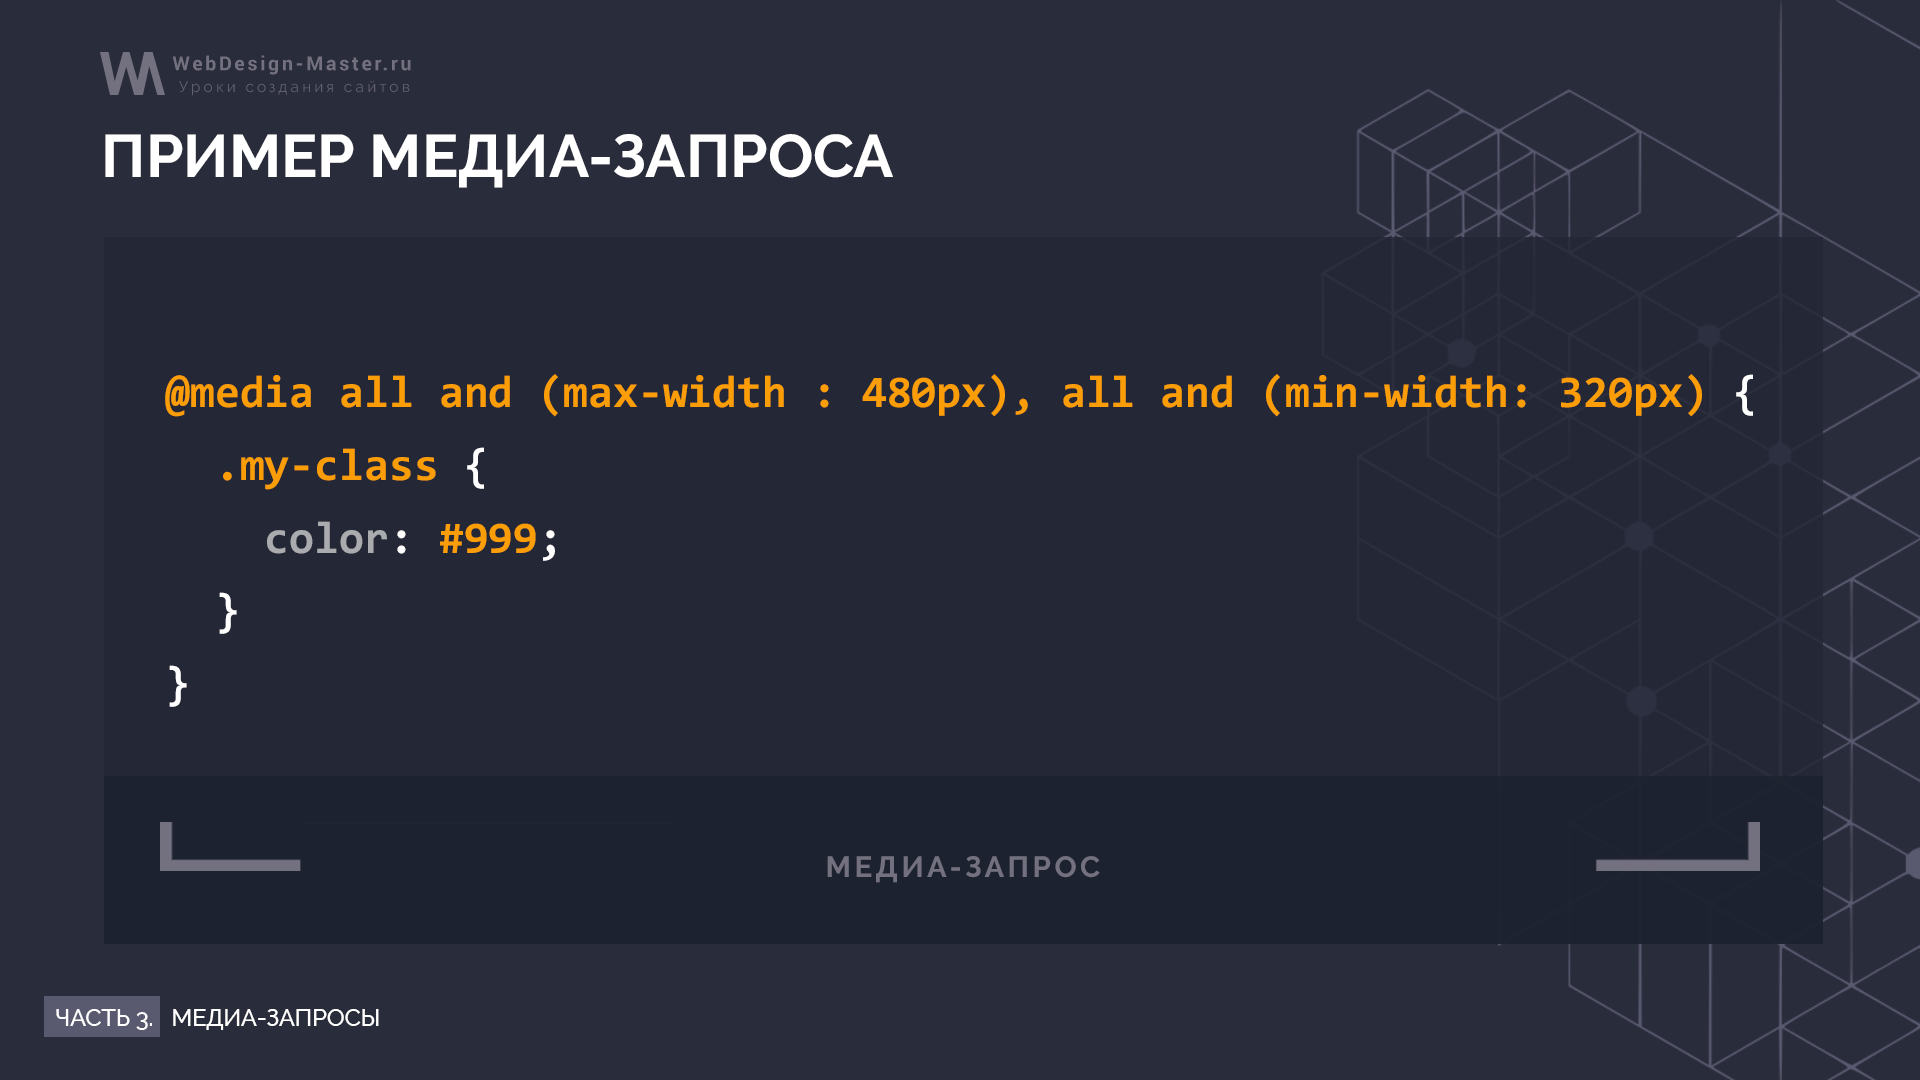 WebDesign-Master.ru
Уроки создания сайтов
ПРИМЕР МЕДИА-ЗАПРОСА
@media all and (max-width : 480px), all and (min-width: 320px) {
.my-class {
color: #999;
}
}
МЕДИА-ЗАПРОС
ЧАСТЬ 3. МЕДИА-ЗАПРОСЫ